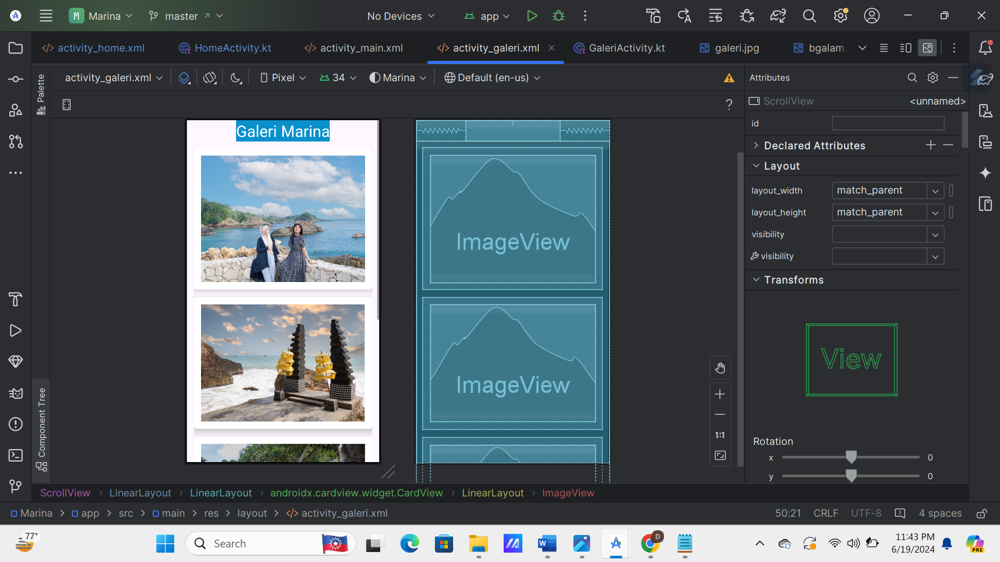 M Marina master No Devices app
activity_home.xml HomeActivity.kt activity_main.xml activity_galeri.xml GaleriActivity.kt galeri.jpg bgalam.
activity_galeri.xml Pixel 34 Marina Default (en-us)
Attributes
?
ScrollView <unnamed>
id
Declared Attributes
Layout
layout_width match_parent
layout_height match_parent
visibility
visibility
Transforms
View
Rotation
x 0
y 0
Palette
Component Tree
Galeri Marina
ImageView
ImageView
1:1
ScrollView LinearLayout LinearLayout androidx.cardview.widget.CardView LinearLayout ImageView
Marina app src main res layout activity_galeri.xml 50:21 CRLF UTF-8 4 spaces
77°
Search
W
D
11:43 PM
6/19/2024
PRE